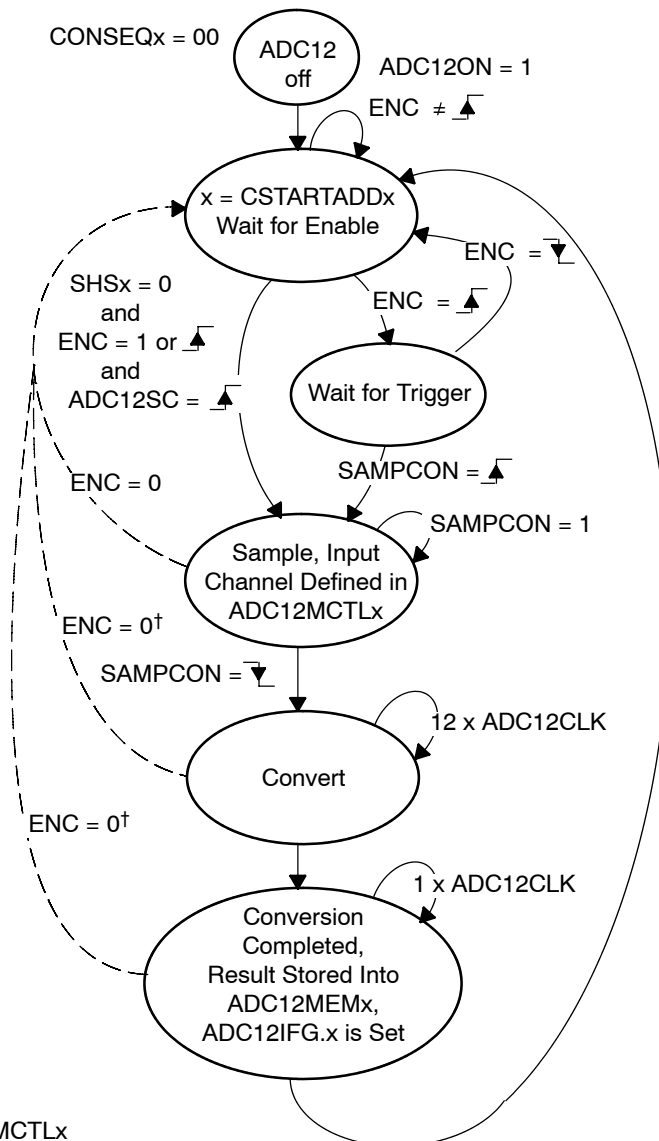 CONSEQx = 00
ADC12
off
ADC12ON = 1
ENC ≠
x = CSTARTADDx
Wait for Enable
ENC =
SHSx = 0
and
ENC = 1 or
and
ADC12SC =
ENC =
Wait for Trigger
SAMPCON =
ENC = 0
SAMPCON = 1
Sample, Input
Channel Defined in
ADC12MCTLx
ENC = 0†
SAMPCON =
12 x ADC12CLK
Convert
ENC = 0†
1 x ADC12CLK
Conversion
Completed,
Result Stored Into
ADC12MEMx,
ADC12IFG.x is Set
MCTLx